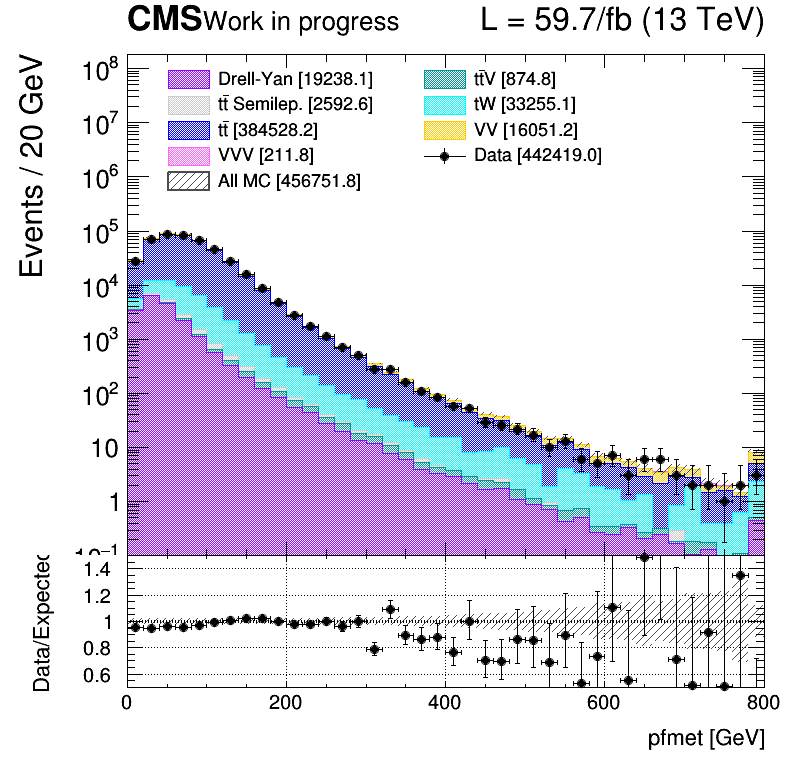 CMS Work in progress L = 59.7/fb (13 TeV)
Events / 20 GeV
10⁸
10⁷
10⁶
10⁵
10⁴
10³
10²
10
1
10⁻¹
Drell-Yan [19238.1]
tt̄ Semilep. [2592.6]
tt̄ [384528.2]
VVV [211.8]
All MC [456751.8]
tt̄V [874.8]
tW [33255.1]
VV [16051.2]
Data [442419.0]
Data/Expected
1.4
1.2
1
0.8
0.6
0 200 400 600 800
pfmet [GeV]